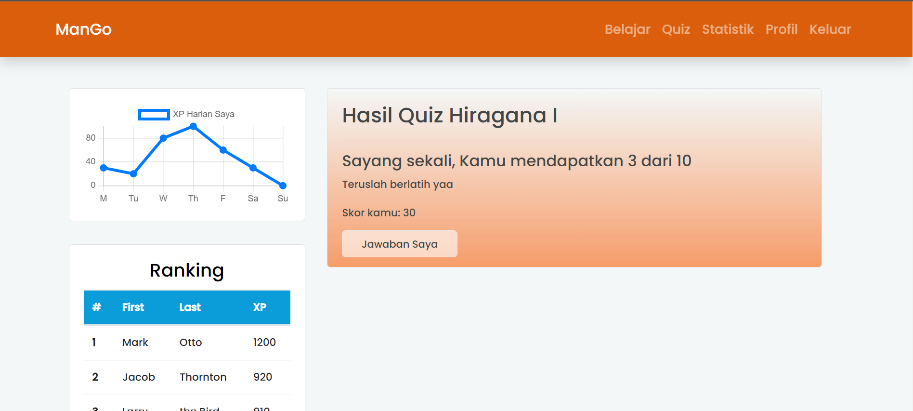 ManGo
Belajar Quiz Statistik Profil Keluar
XP Harian Saya
80
40
0
M Tu W Th F Sa Su
Ranking
# First Last XP
1 Mark Otto 1200
2 Jacob Thornton 920
3 Larry the Bird 910
Hasil Quiz Hiragana I
Sayang sekali, Kamu mendapatkan 3 dari 10
Teruslah berlatih yaa
Skor kamu: 30
Jawaban Saya